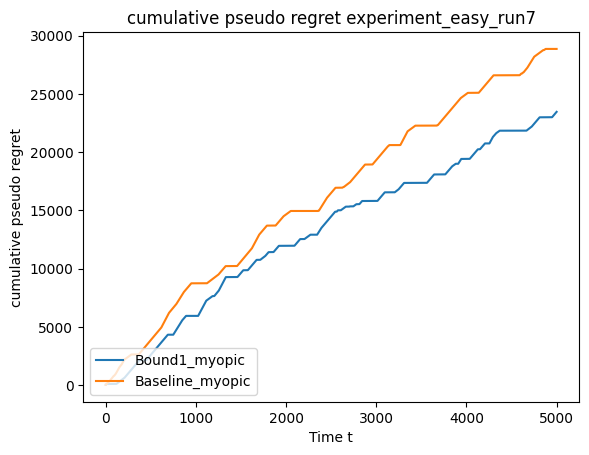 cumulative pseudo regret experiment_easy_run7
cumulative pseudo regret
30000
25000
20000
15000
10000
5000
0
Bound1_myopic
Baseline_myopic
0
1000
2000
3000
4000
5000
Time t